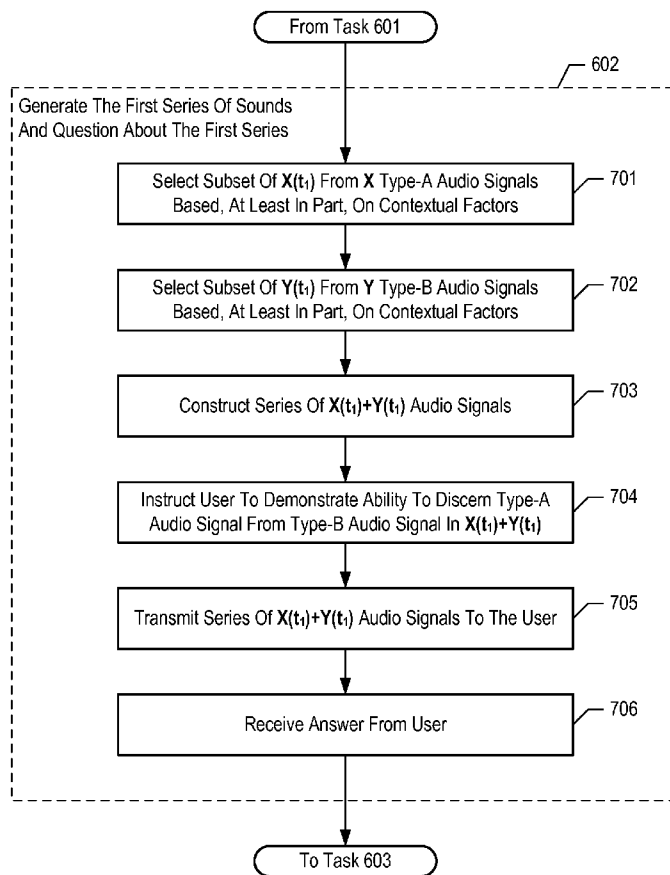 From Task 601
602
Generate The First Series Of Sounds
And Question About The First Series
Select Subset Of X(t₁) From X Type-A Audio Signals
Based, At Least In Part, On Contextual Factors
701
Select Subset Of Y(t₁) From Y Type-B Audio Signals
Based, At Least In Part, On Contextual Factors
702
Construct Series Of X(t₁)+Y(t₁) Audio Signals
703
Instruct User To Demonstrate Ability To Discern Type-A
Audio Signal From Type-B Audio Signal In X(t₁)+Y(t₁)
704
Transmit Series Of X(t₁)+Y(t₁) Audio Signals To The User
705
Receive Answer From User
706
To Task 603